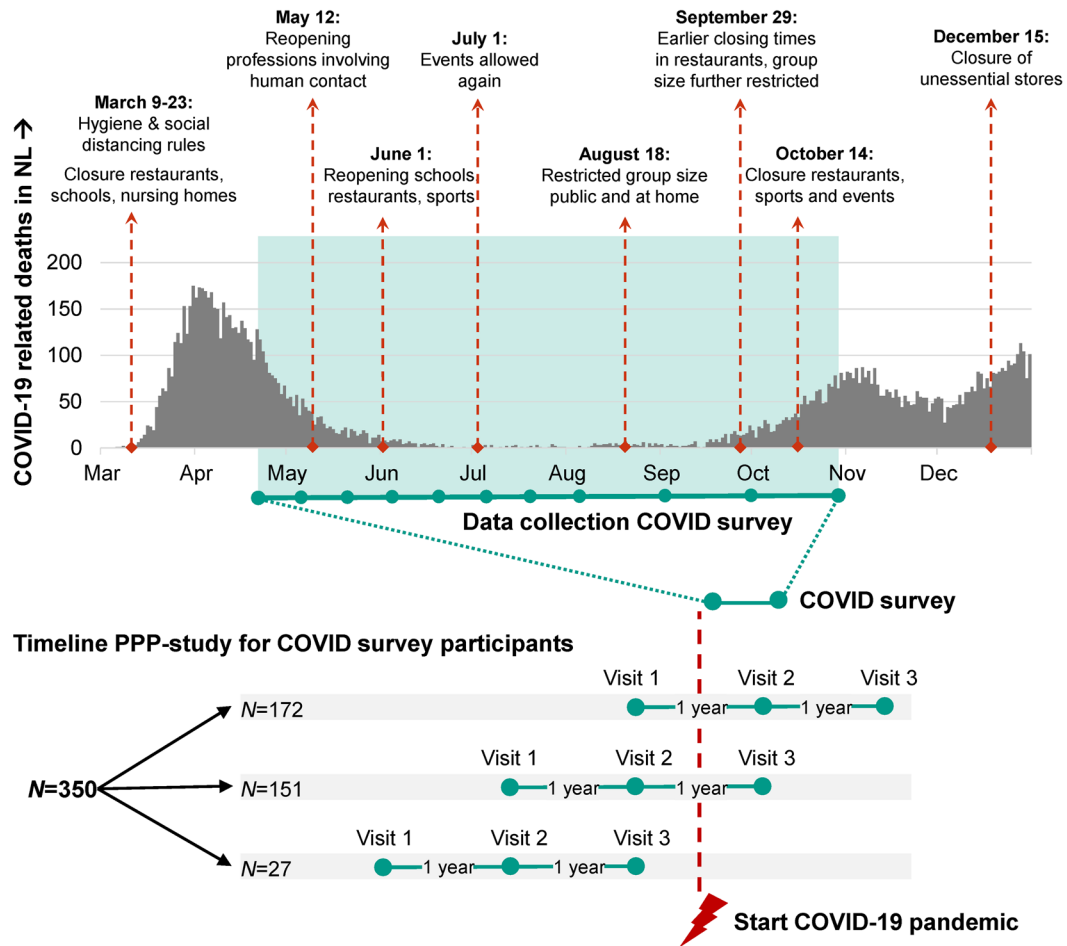 May 12:
Reopening
professions involving
human contact
July 1:
Events allowed
again
September 29:
Earlier closing times
in restaurants, group
size further restricted
December 15:
Closure of
unessential stores
March 9-23:
Hygiene & social
distancing rules
Closure restaurants,
schools, nursing homes
June 1:
Reopening schools,
restaurants, sports
August 18:
Restricted group size
public and at home
October 14:
Closure restaurants,
sports and events
COVID-19 related deaths in NL →
200
150
100
50
0
Mar Apr May Jun Jul Aug Sep Oct Nov Dec
Data collection COVID survey
COVID survey
Timeline PPP-study for COVID survey participants
N=350
N=172
Visit 1 Visit 2 Visit 3
1 year 1 year
N=151
Visit 1 Visit 2 Visit 3
1 year 1 year
N=27
Visit 1 Visit 2 Visit 3
1 year 1 year
Start COVID-19 pandemic